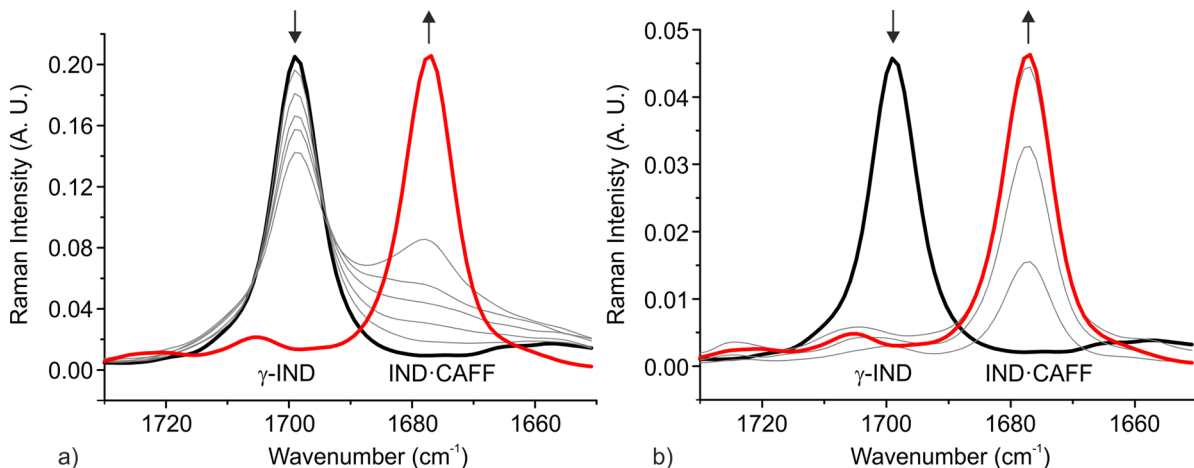 0.20
0.16
0.12
0.08
0.04
0.00
Raman Intensity (A. U.)
γ-IND
IND·CAFF
1720
1700
1680
1660
Wavenumber (cm⁻¹)
a)
0.05
0.04
0.03
0.02
0.01
0.00
Raman Intenisty (A. U.)
γ-IND
IND·CAFF
1720
1700
1680
1660
Wavenumber (cm⁻¹)
b)